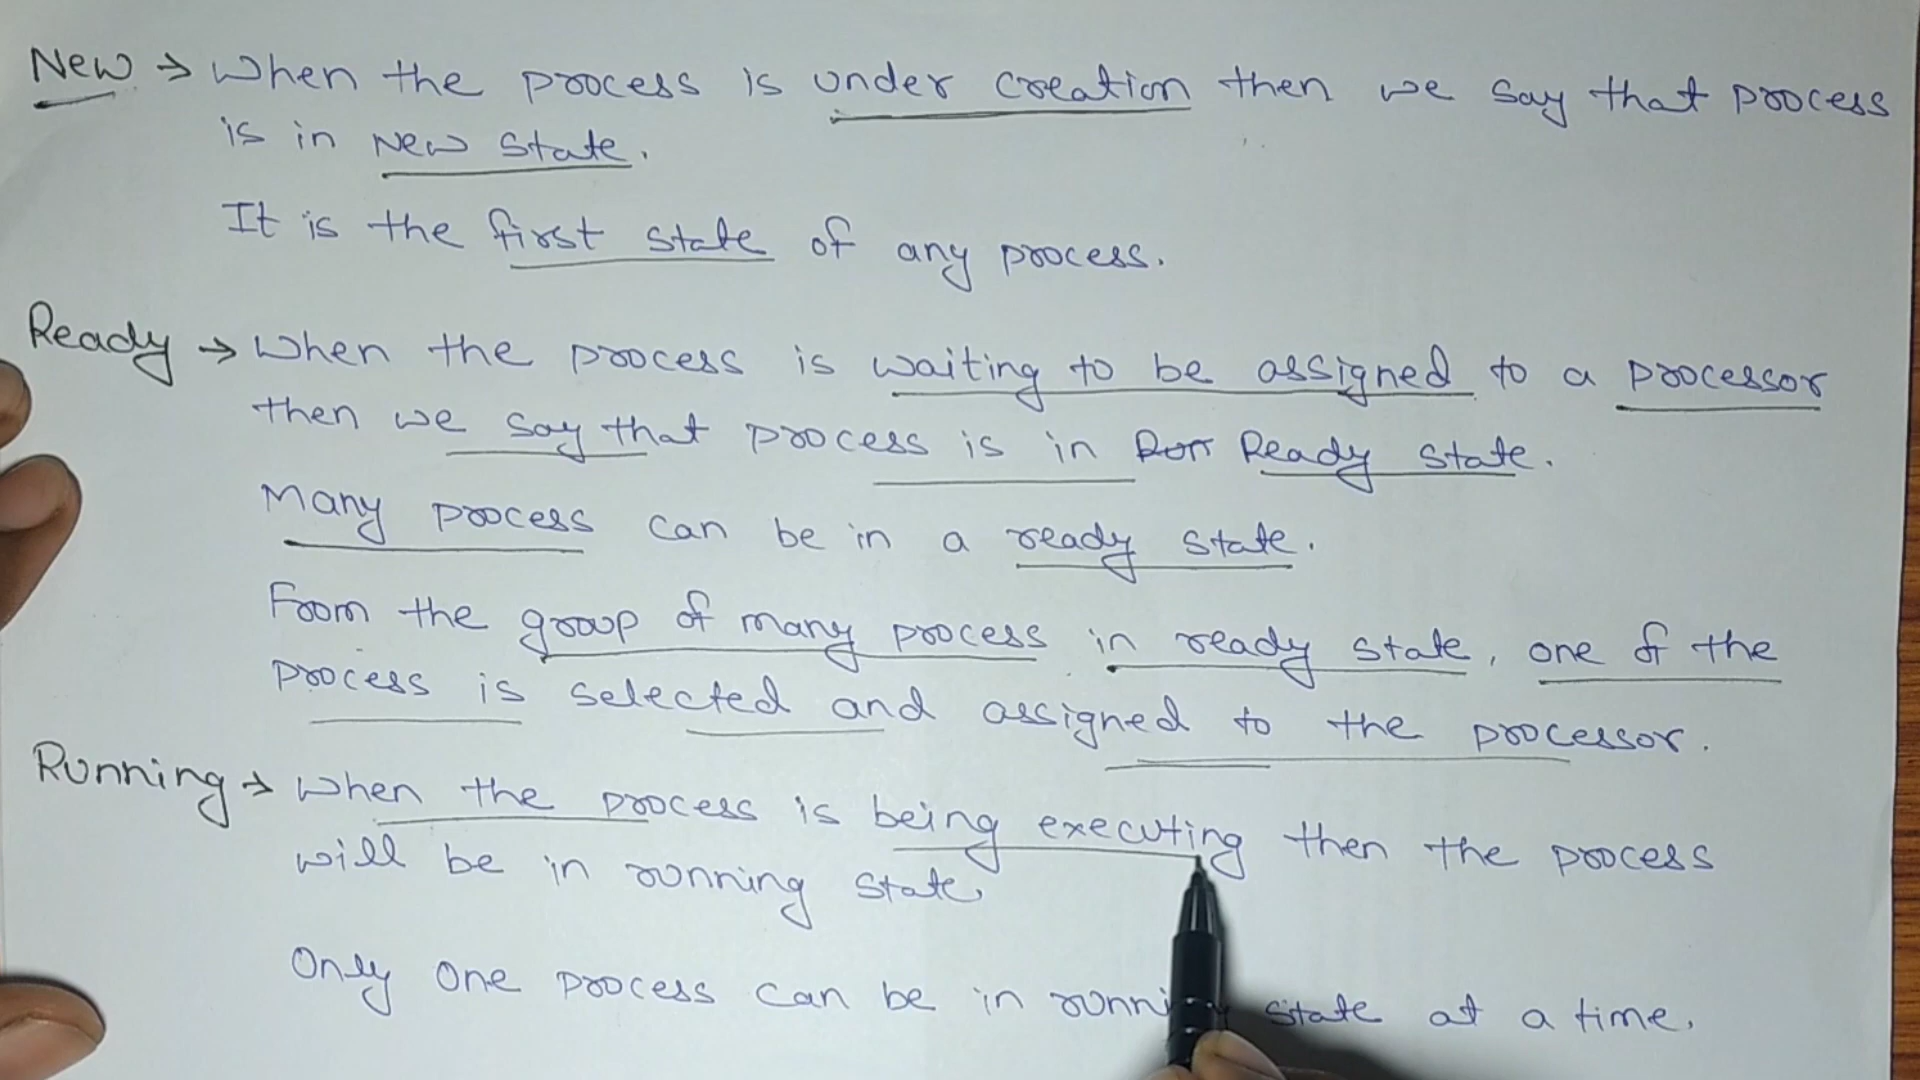 New → When the process is under creation then we say that process
is in New state.
It is the first state of any process.
Ready → When the process is waiting to be assigned to a processor
then we say that process is in Ready state.
Many process can be in a ready state.
From the group of many process in ready state, one of the
process is selected and assigned to the processor.
Running → When the process is being executing then the process
will be in running state.
Only one process can be in running state at a time.